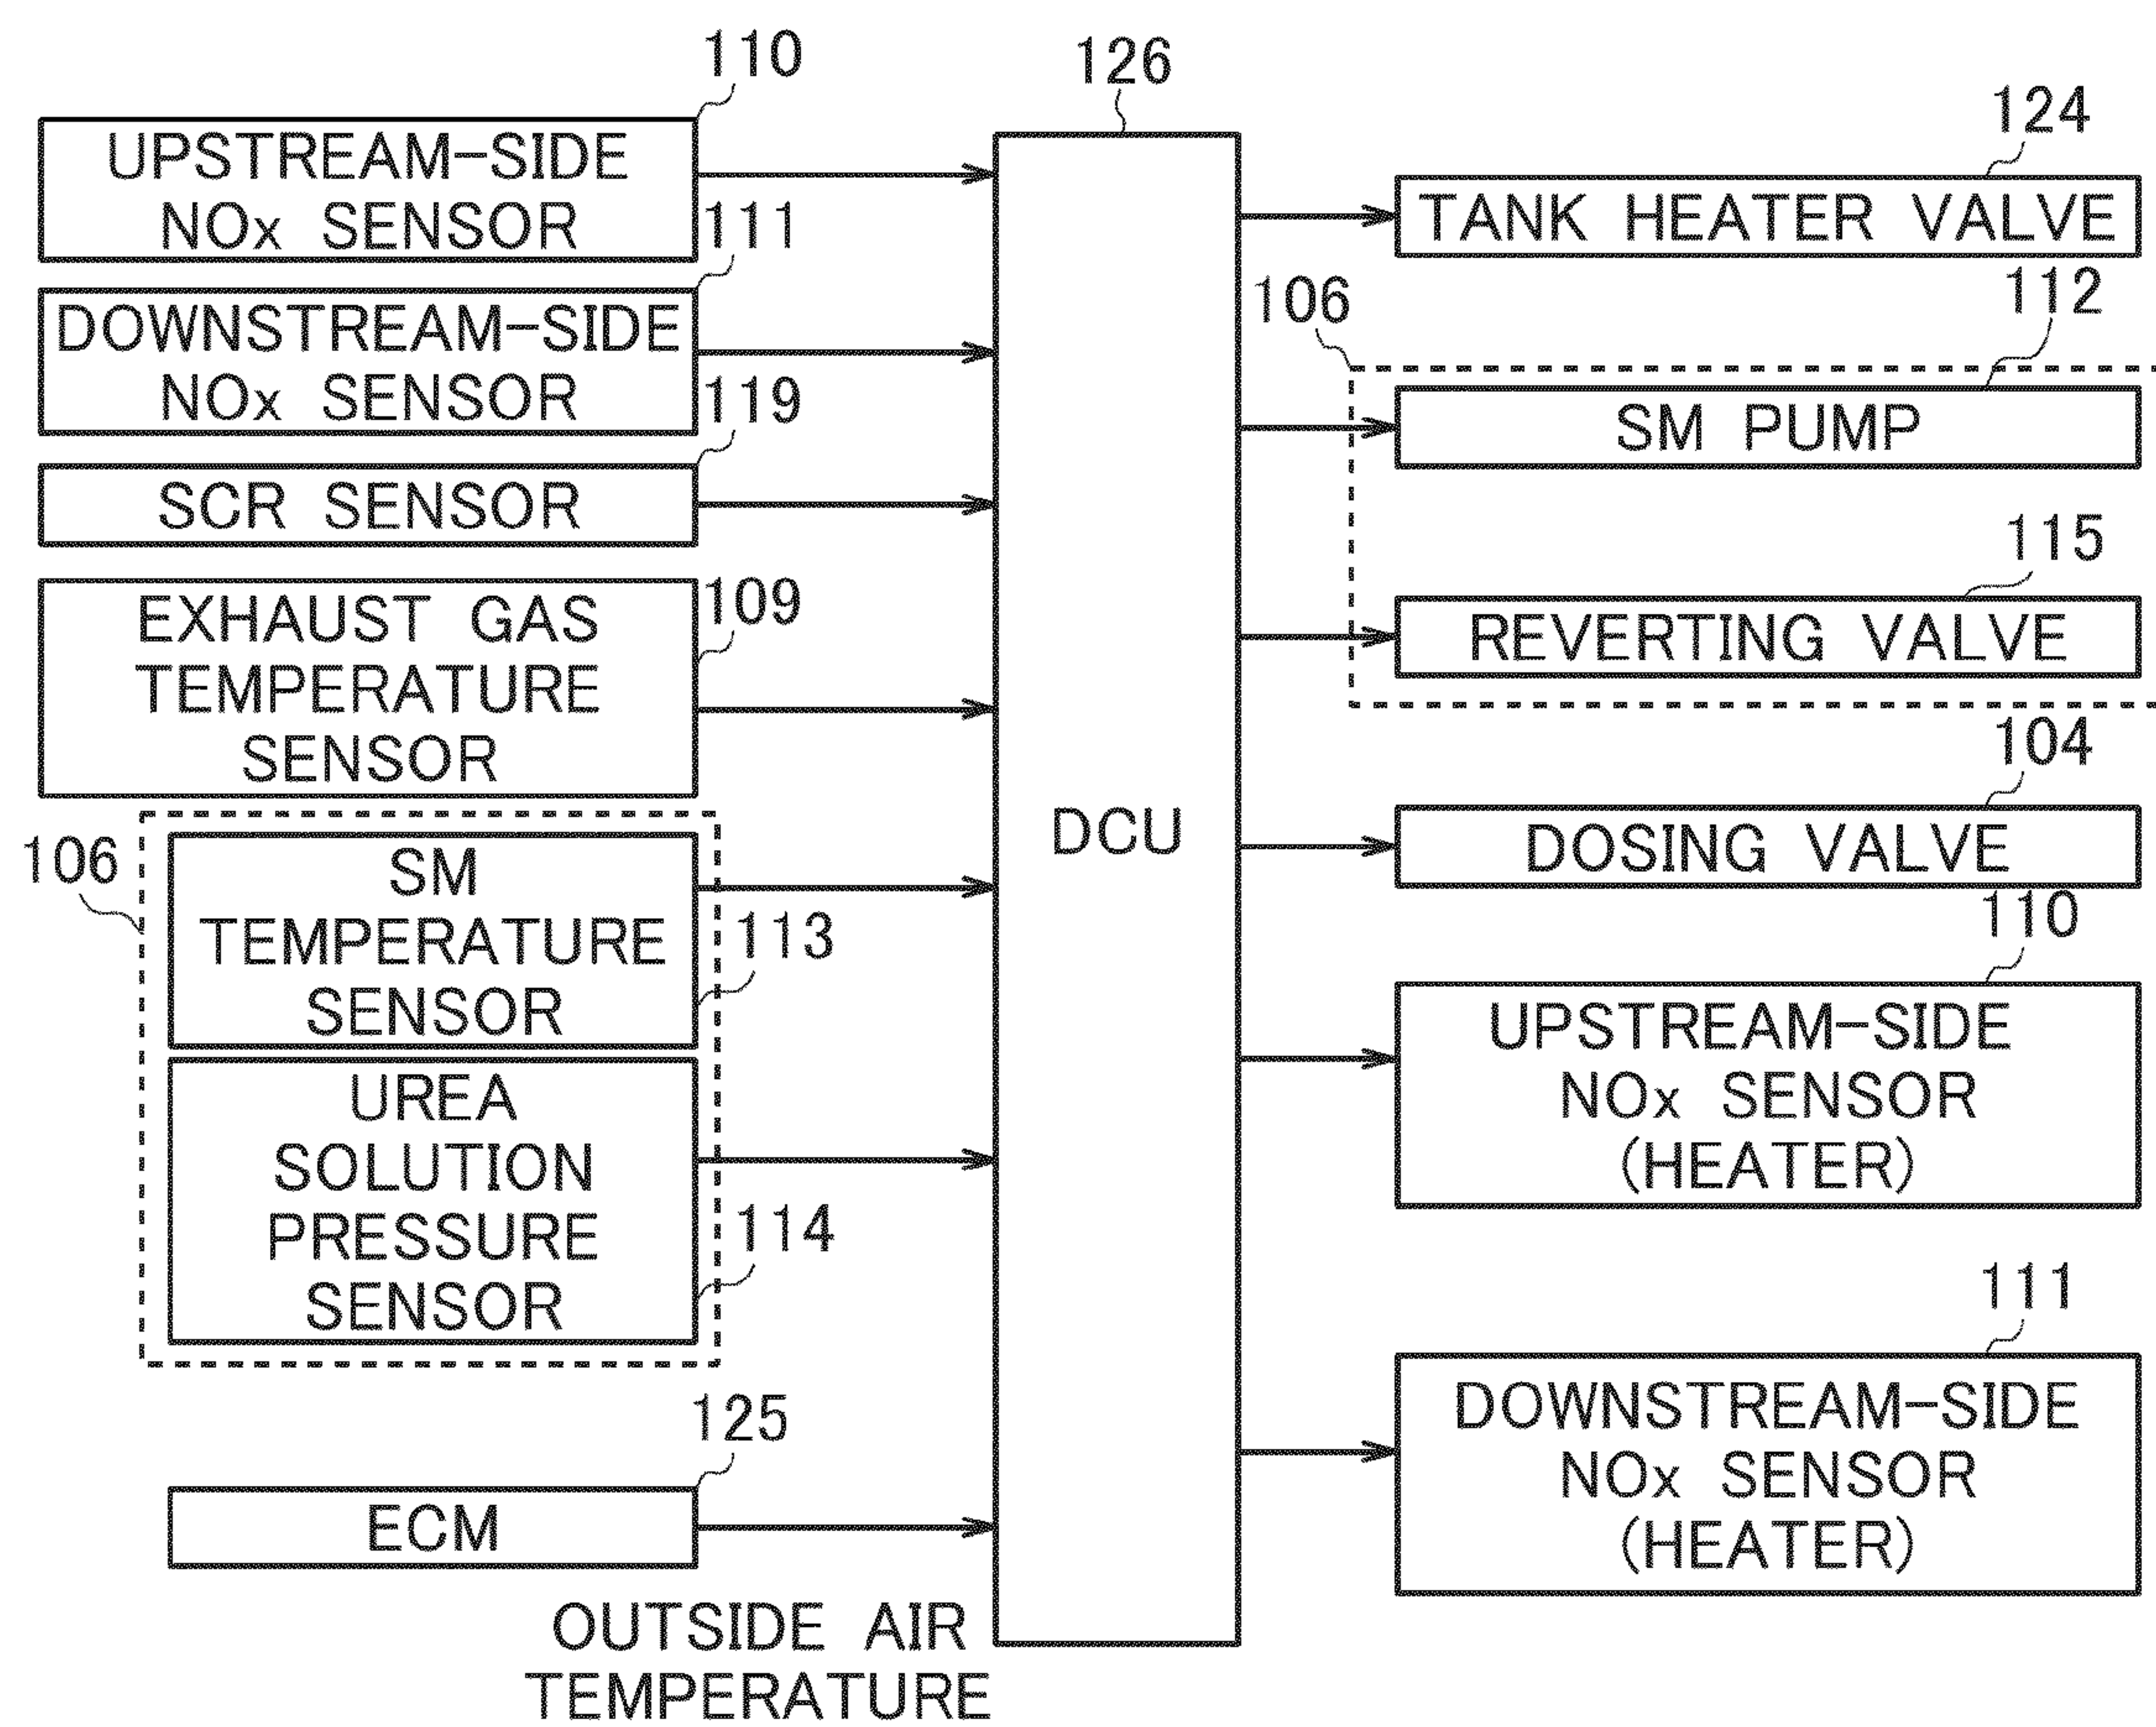 110
UPSTREAM-SIDE
NOx SENSOR
111
DOWNSTREAM-SIDE
NOx SENSOR
119
SCR SENSOR
109
EXHAUST GAS
TEMPERATURE
SENSOR
106
SM
TEMPERATURE
SENSOR
113
UREA
SOLUTION
PRESSURE
SENSOR
114
125
ECM
OUTSIDE AIR
TEMPERATURE
126
DCU
124
TANK HEATER VALVE
106
112
SM PUMP
115
REVERTING VALVE
104
DOSING VALVE
110
UPSTREAM-SIDE
NOx SENSOR
(HEATER)
111
DOWNSTREAM-SIDE
NOx SENSOR
(HEATER)